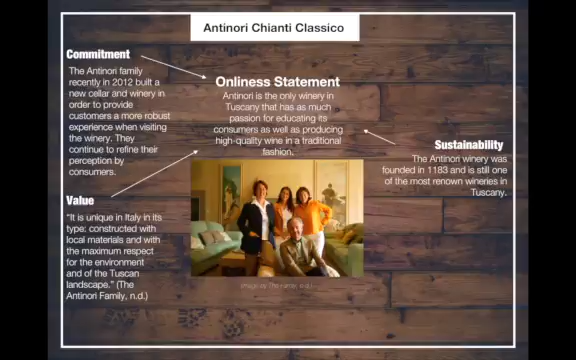 Antinori Chianti Classico
Commitment
The Antinori family
recently in 2012 built a
new cellar and winery in
order to provide
customers a more robust
experience when visiting
the winery. They
continue to refine their
perception by
consumers.
Onliness Statement
Antinori is the only winery in
Tuscany that has as much
passion for educating its
consumers as well as producing
high-quality wine in a traditional
fashion.
Sustainability
The Antinori winery was
founded in 1183 and is still one
of the most renown wineries in
Tuscany.
Value
“It is unique in Italy in its
type: constructed with
local materials and with
the maximum respect
for the environment
and of the Tuscan
landscape.” (The
Antinori Family, n.d.)
Image by The Family, n.d.)